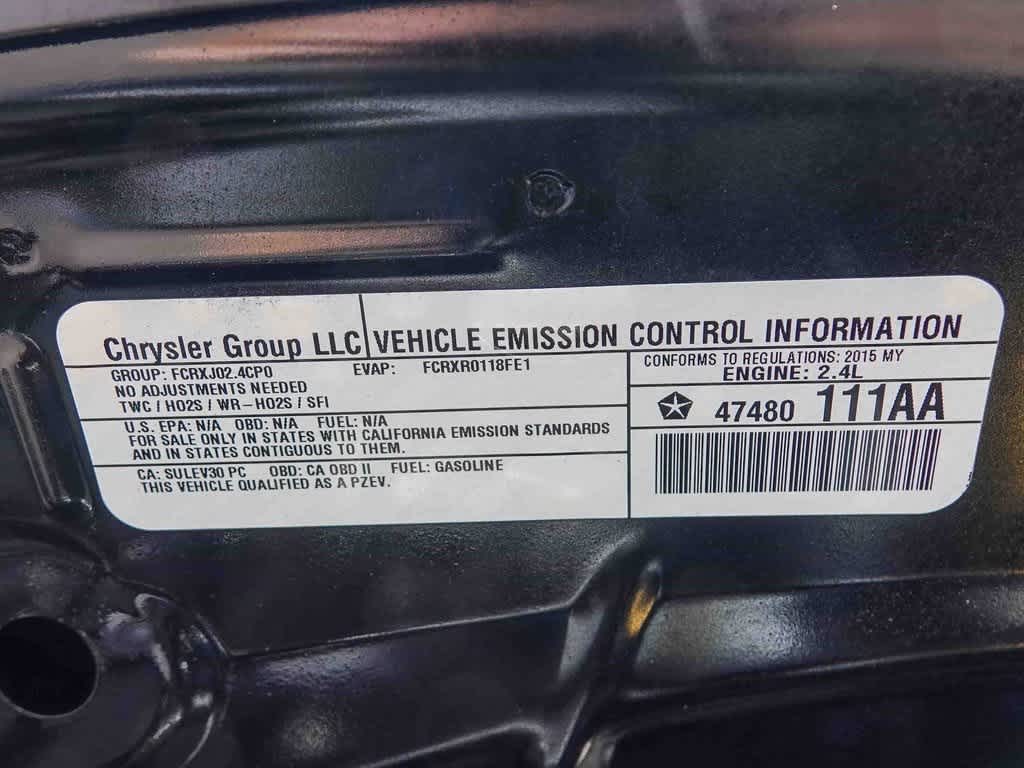 Chrysler Group LLC VEHICLE EMISSION CONTROL INFORMATION
GROUP: FCRXJ02.4CP0 EVAP: FCRXR0118FE1
NO ADJUSTMENTS NEEDED
TWC / HO2S / WR-HO2S / SFI
U.S. EPA: N/A OBD: N/A FUEL: N/A
FOR SALE ONLY IN STATES WITH CALIFORNIA EMISSION STANDARDS
AND IN STATES CONTIGUOUS TO THEM.
CA: SULEV30 PC OBD: CA OBD II FUEL: GASOLINE
THIS VEHICLE QUALIFIED AS A PZEV.
CONFORMS TO REGULATIONS: 2015 MY
ENGINE: 2.4L
47480 111AA